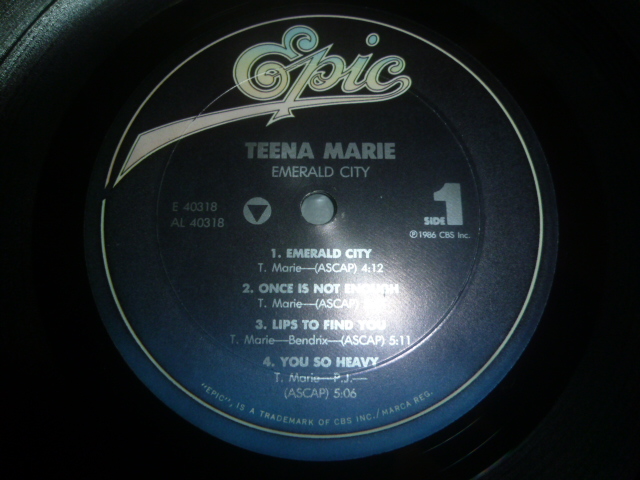 Epic
TEENA MARIE
EMERALD CITY
E 40318
AL 40318
SIDE 1
℗1986 CBS Inc.
1. EMERALD CITY
T. Marie—(ASCAP) 4:12
2. ONCE IS NOT ENOUGH
T. Marie—(ASCAP)
3. LIPS TO FIND YOU
T. Marie—Bendrix—(ASCAP) 5:11
4. YOU SO HEAVY
T. Marie—P.J.—
(ASCAP) 5:06
"EPIC", IS A TRADEMARK OF CBS INC./MARCA REG.